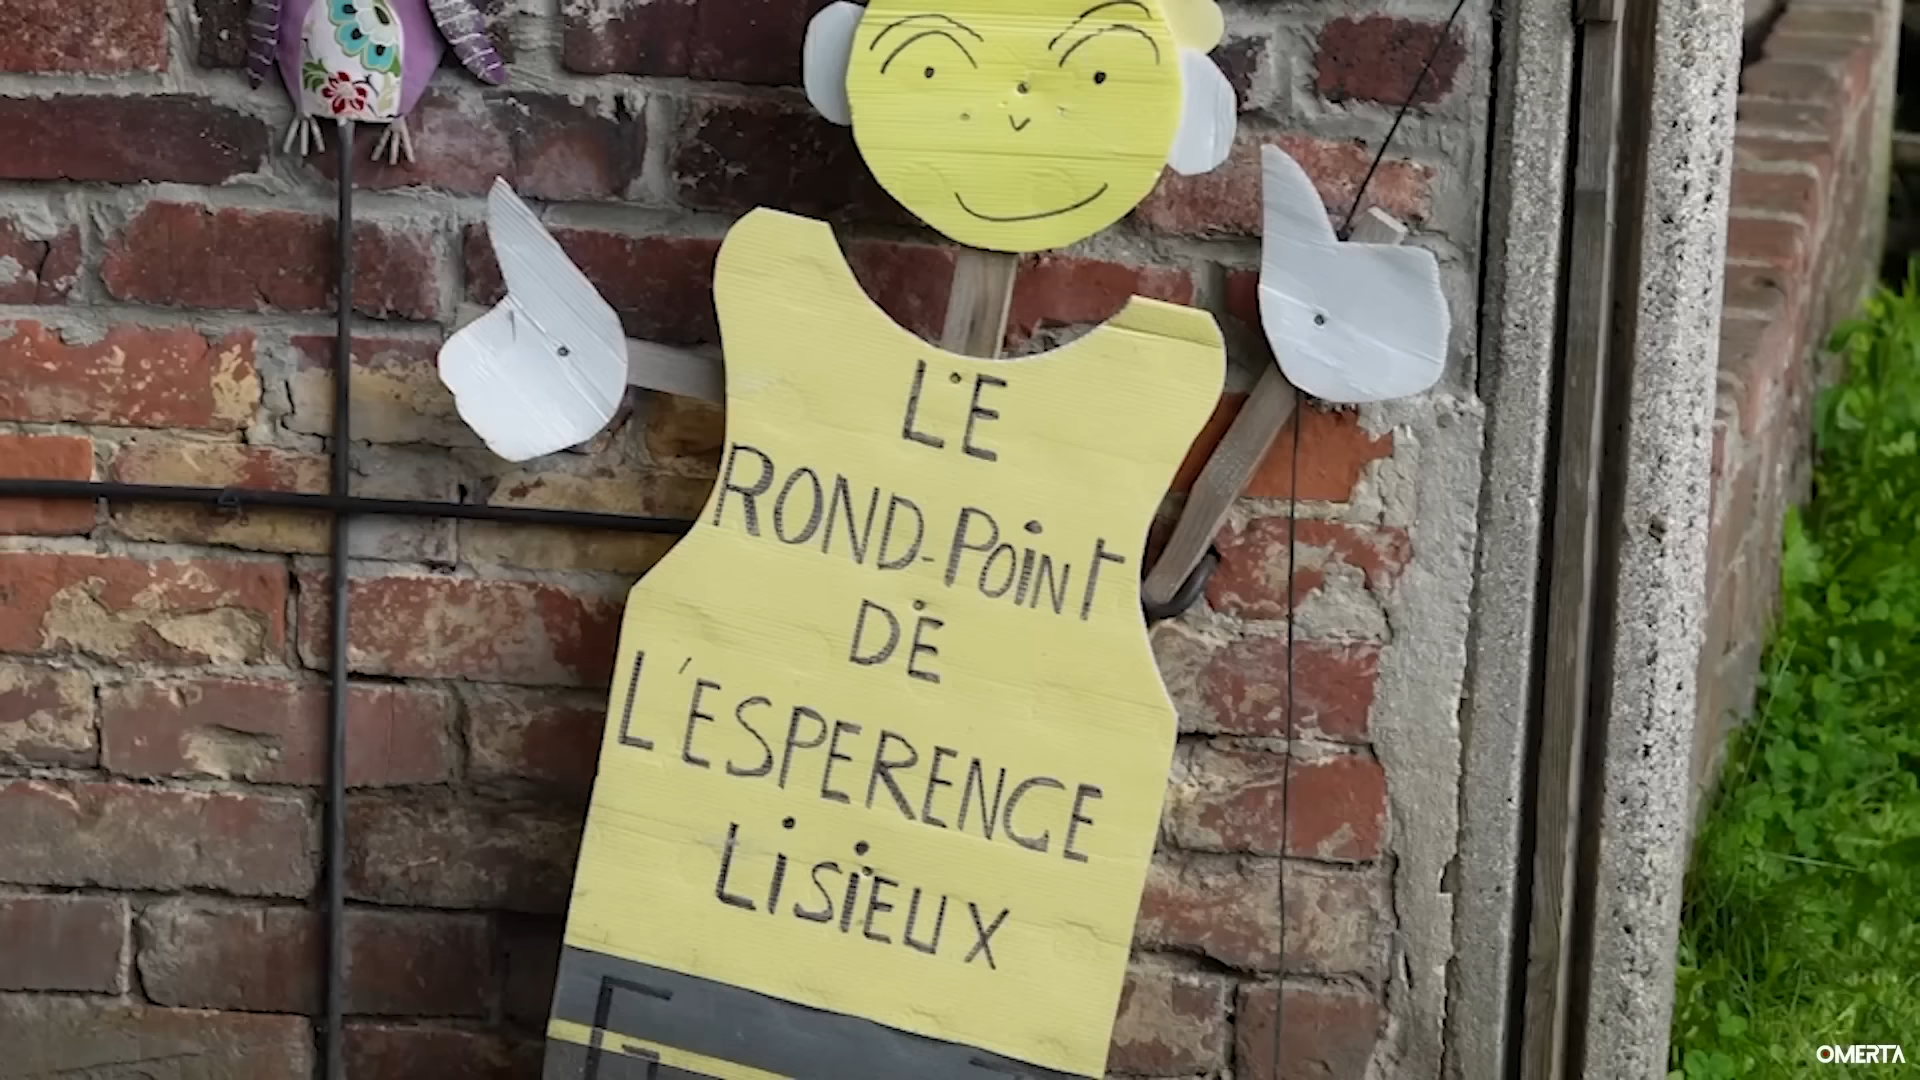 LE
ROND-POINT
DE
L'ESPERENCE
LISIEUX
OMERTA